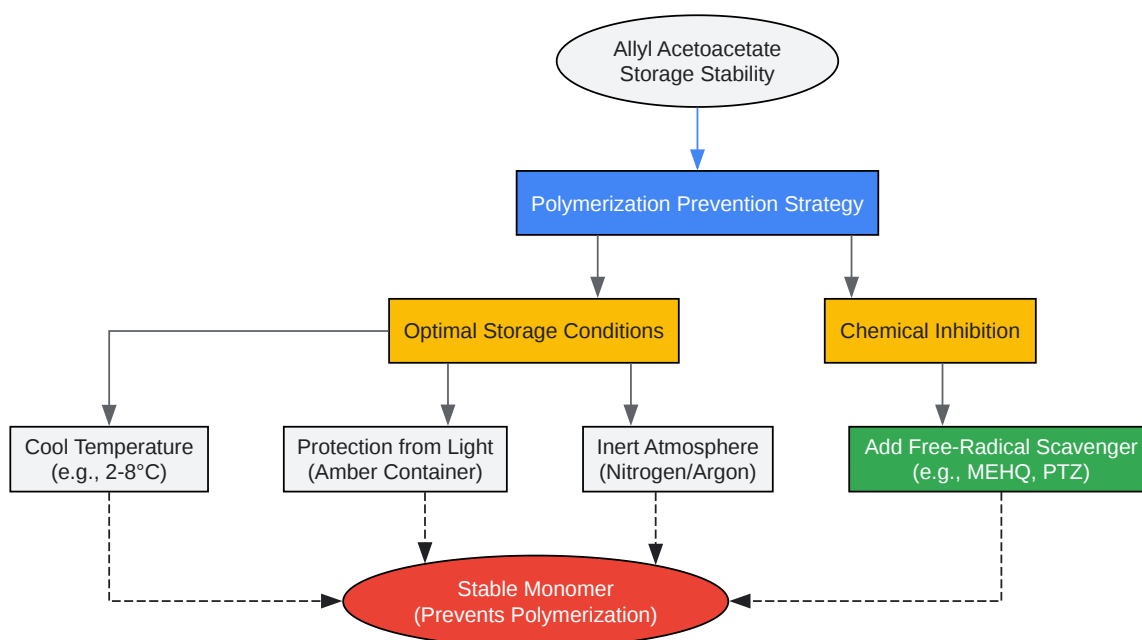 Allyl Acetoacetate
Storage Stability
Polymerization Prevention Strategy
Optimal Storage Conditions
Chemical Inhibition
Cool Temperature
(e.g., 2-8°C)
Protection from Light
(Amber Container)
Inert Atmosphere
(Nitrogen/Argon)
Add Free-Radical Scavenger
(e.g., MEHQ, PTZ)
Stable Monomer
(Prevents Polymerization)